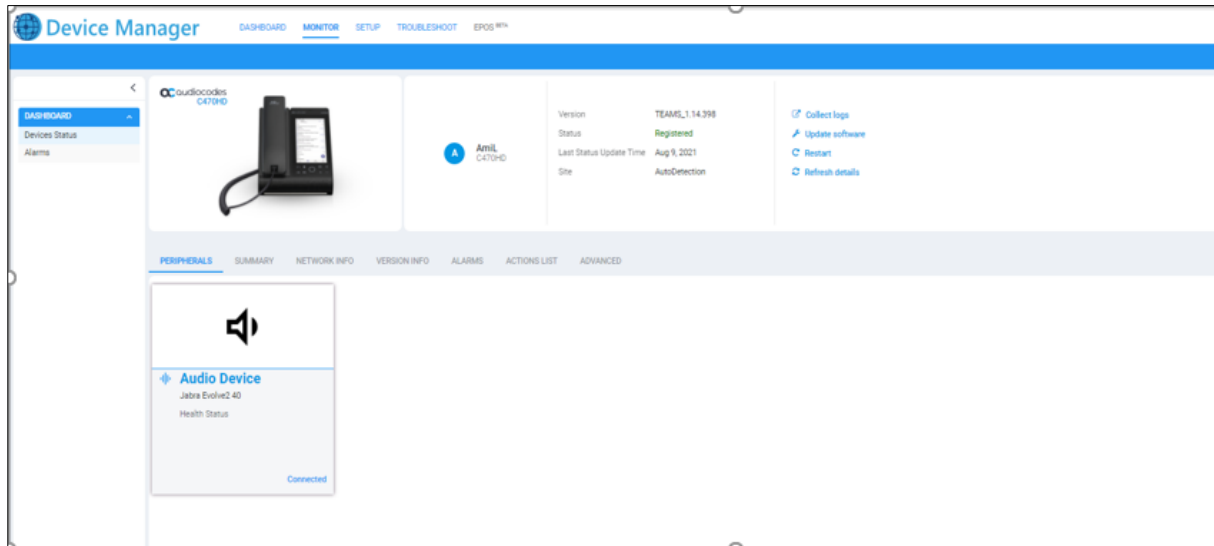 Device Manager
DASHBOARD MONITOR SETUP TROUBLESHOOT EPOS BETA
DASHBOARD
Devices Status
Alarms
audiocodes
C470HD
A
AmiL
C470HD
Version TEAMS_1.14.398
Status Registered
Last Status Update Time Aug 9, 2021
Site AutoDetection
Collect logs
Update software
Restart
Refresh details
PERIPHERALS SUMMARY NETWORK INFO VERSION INFO ALARMS ACTIONS LIST ADVANCED
Audio Device
Jabra Evolve2 40
Health Status
Connected